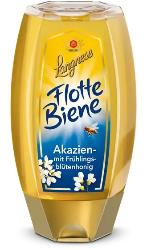 Langnese
Flotte
Biene
Akazien-
mit Frühlings-
blütenhonig